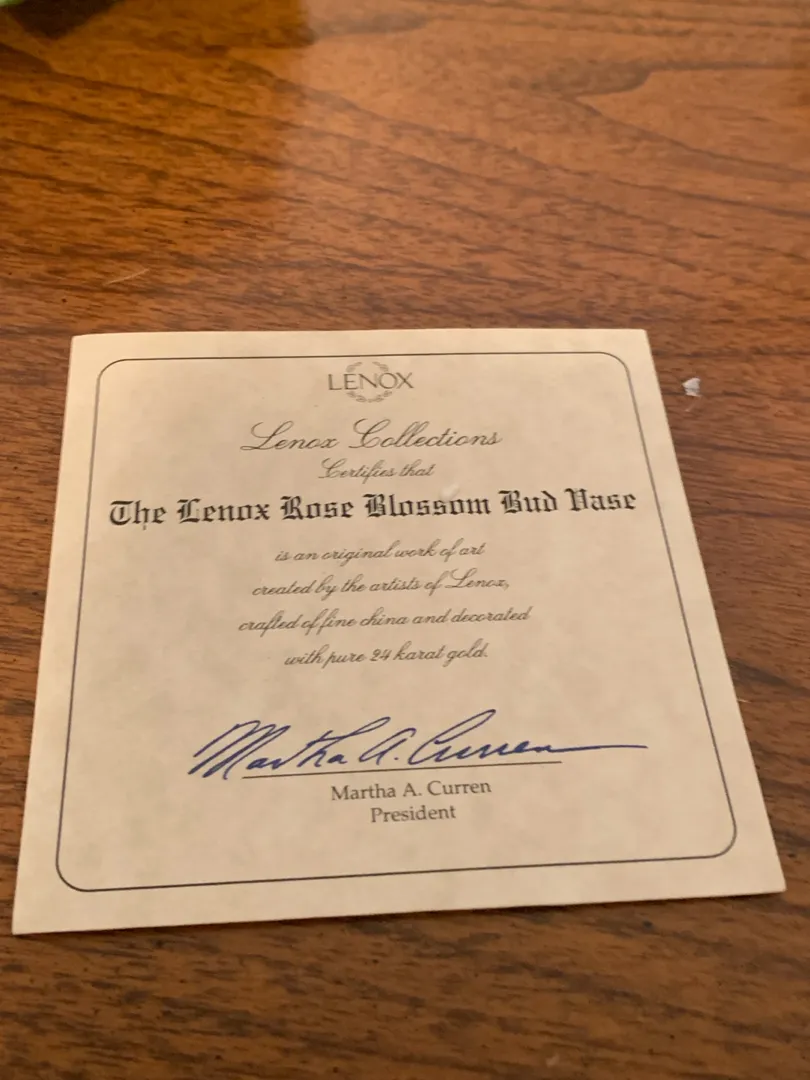 LENOX
Lenox Collections
Certifies that
The Lenox Rose Blossom Bud Vase
is an original work of art
created by the artists of Lenox,
crafted of fine china and decorated
with pure 24 karat gold.
Martha A. Curren
Martha A. Curren
President